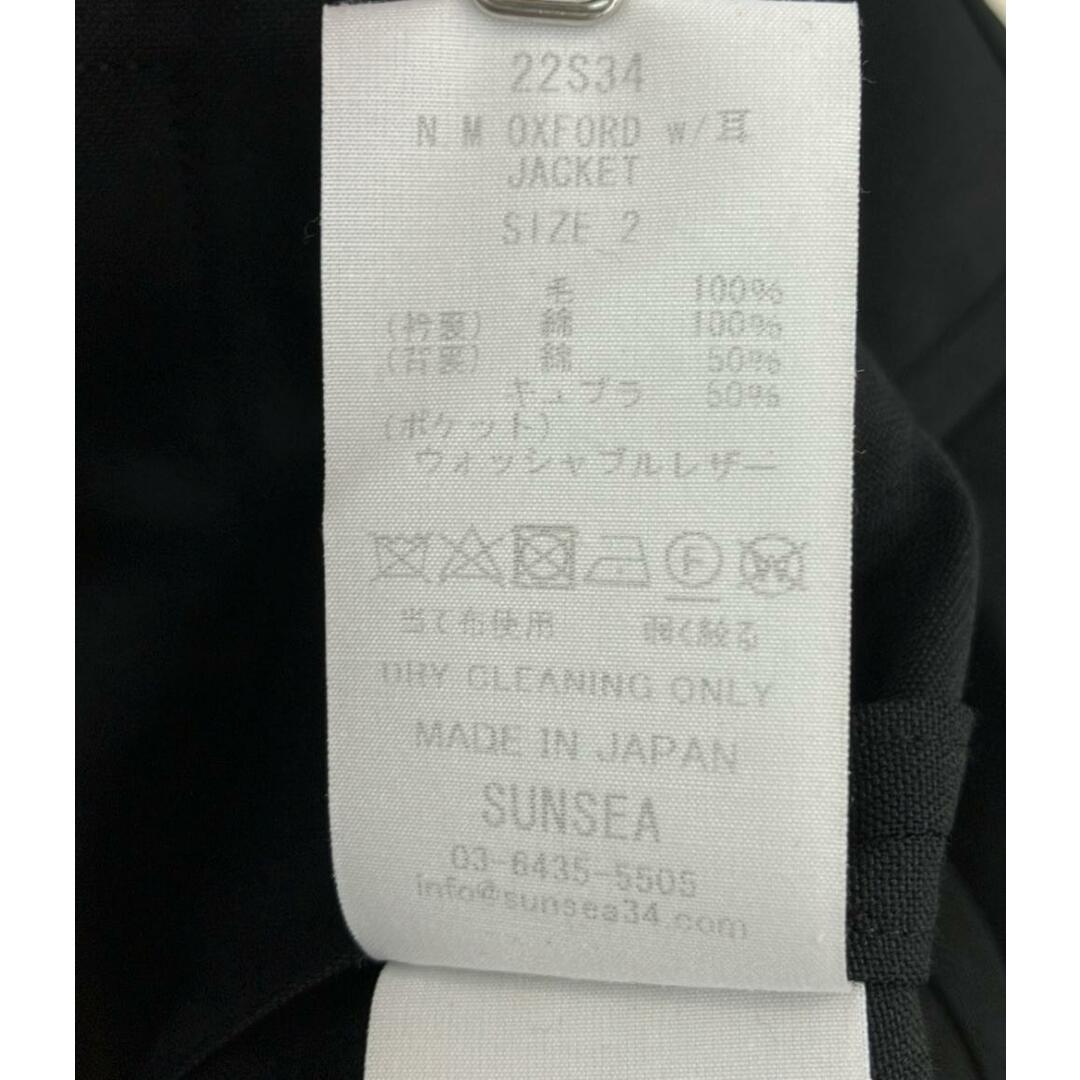 22S34
N M OXFORD w/耳
JACKET
SIZE 2
毛 100%
(衿裏) 綿 100%
(背裏) 綿 50%
キュプラ 50%
(ポケット)
ウォッシャブルレザー
F W
当て布使用 弱く絞る
DRY CLEANING ONLY
MADE IN JAPAN
SUNSEA
03-6435-5505
info@sunsea34.com